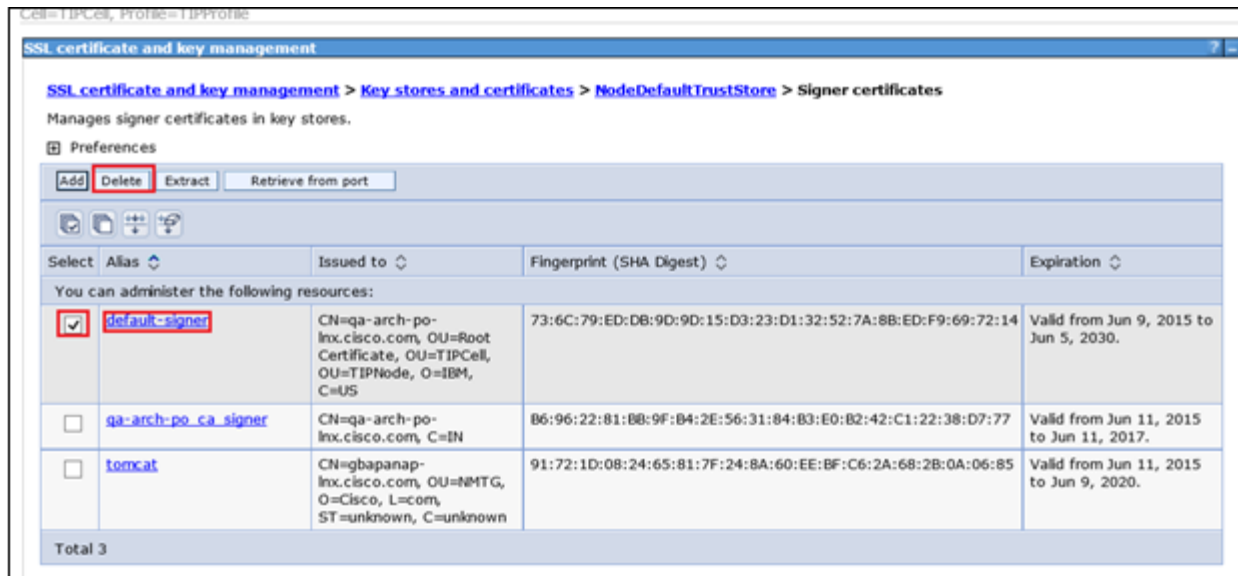 Cell=TIPCell, Profile=TIPProfile
SSL certificate and key management ? –
SSL certificate and key management > Key stores and certificates > NodeDefaultTrustStore > Signer certificates
Manages signer certificates in key stores.
Preferences
Add Delete Extract Retrieve from port
Select Alias Issued to Fingerprint (SHA Digest) Expiration
You can administer the following resources:
default-signer CN=qa-arch-po- 73:6C:79:ED:DB:9D:9D:15:D3:23:D1:32:52:7A:8B:ED:F9:69:72:14 Valid from Jun 9, 2015 to
lnx.cisco.com, OU=Root Jun 5, 2030.
Certificate, OU=TIPCell,
OU=TIPNode, O=IBM,
C=US
qa-arch-po_ca_signer CN=qa-arch-po- B6:96:22:81:BB:9F:B4:2E:56:31:84:B3:E0:B2:42:C1:22:38:D7:77 Valid from Jun 11, 2015
lnx.cisco.com, C=IN to Jun 11, 2017.
tomcat CN=gbapanap- 91:72:1D:08:24:65:81:7F:24:8A:60:EE:BF:C6:2A:68:2B:0A:06:85 Valid from Jun 11, 2015
lnx.cisco.com, OU=NMTG, to Jun 9, 2020.
O=Cisco, L=com,
ST=unknown, C=unknown
Total 3